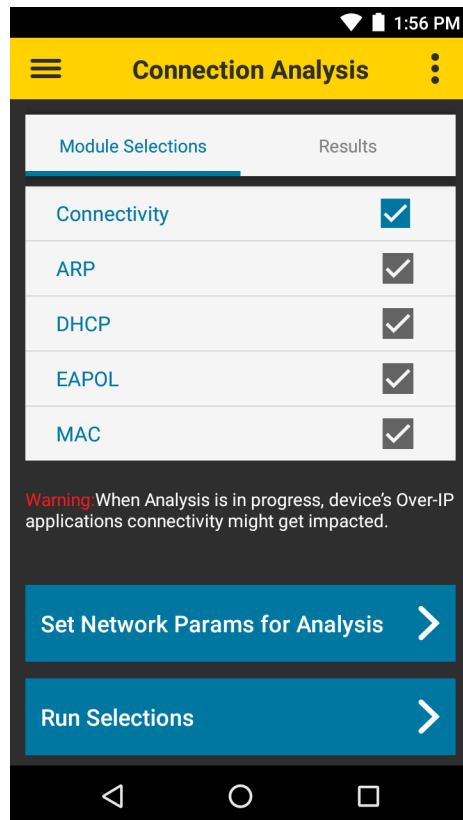 1:56 PM
Connection Analysis
Module Selections Results
Connectivity
ARP
DHCP
EAPOL
MAC
Warning:When Analysis is in progress, device's Over-IP
applications connectivity might get impacted.
Set Network Params for Analysis
Run Selections